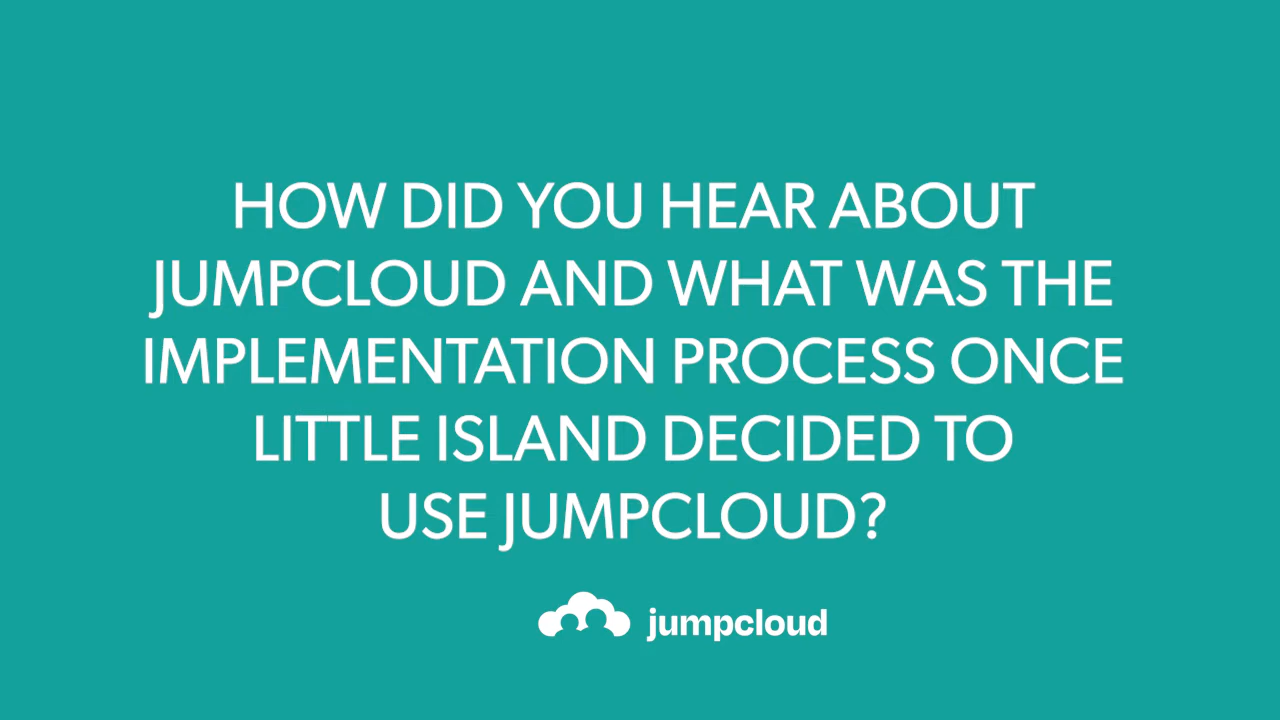 HOW DID YOU HEAR ABOUT
JUMPCLOUD AND WHAT WAS THE
IMPLEMENTATION PROCESS ONCE
LITTLE ISLAND DECIDED TO
USE JUMPCLOUD?
jumpcloud